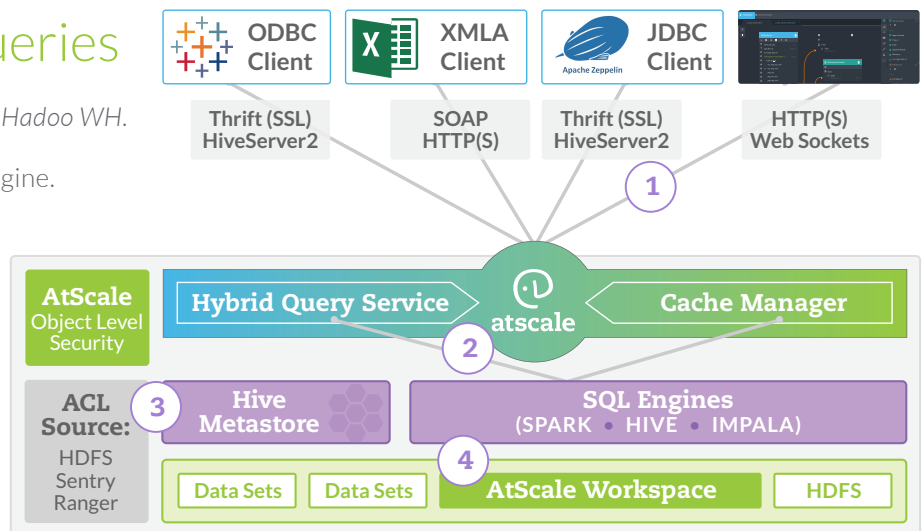 ueries
Hadoo WH.
gine.
ODBC
Client
X
XMLA
Client
Apache Zeppelin
JDBC
Client
Thrift (SSL)
HiveServer2
SOAP
HTTP(S)
Thrift (SSL)
HiveServer2
HTTP(S)
Web Sockets
1
AtScale
Object Level
Security
Hybrid Query Service
atscale
Cache Manager
2
ACL
Source:
HDFS
Sentry
Ranger
3
Hive
Metastore
SQL Engines
(SPARK • HIVE • IMPALA)
4
Data Sets
Data Sets
AtScale Workspace
HDFS